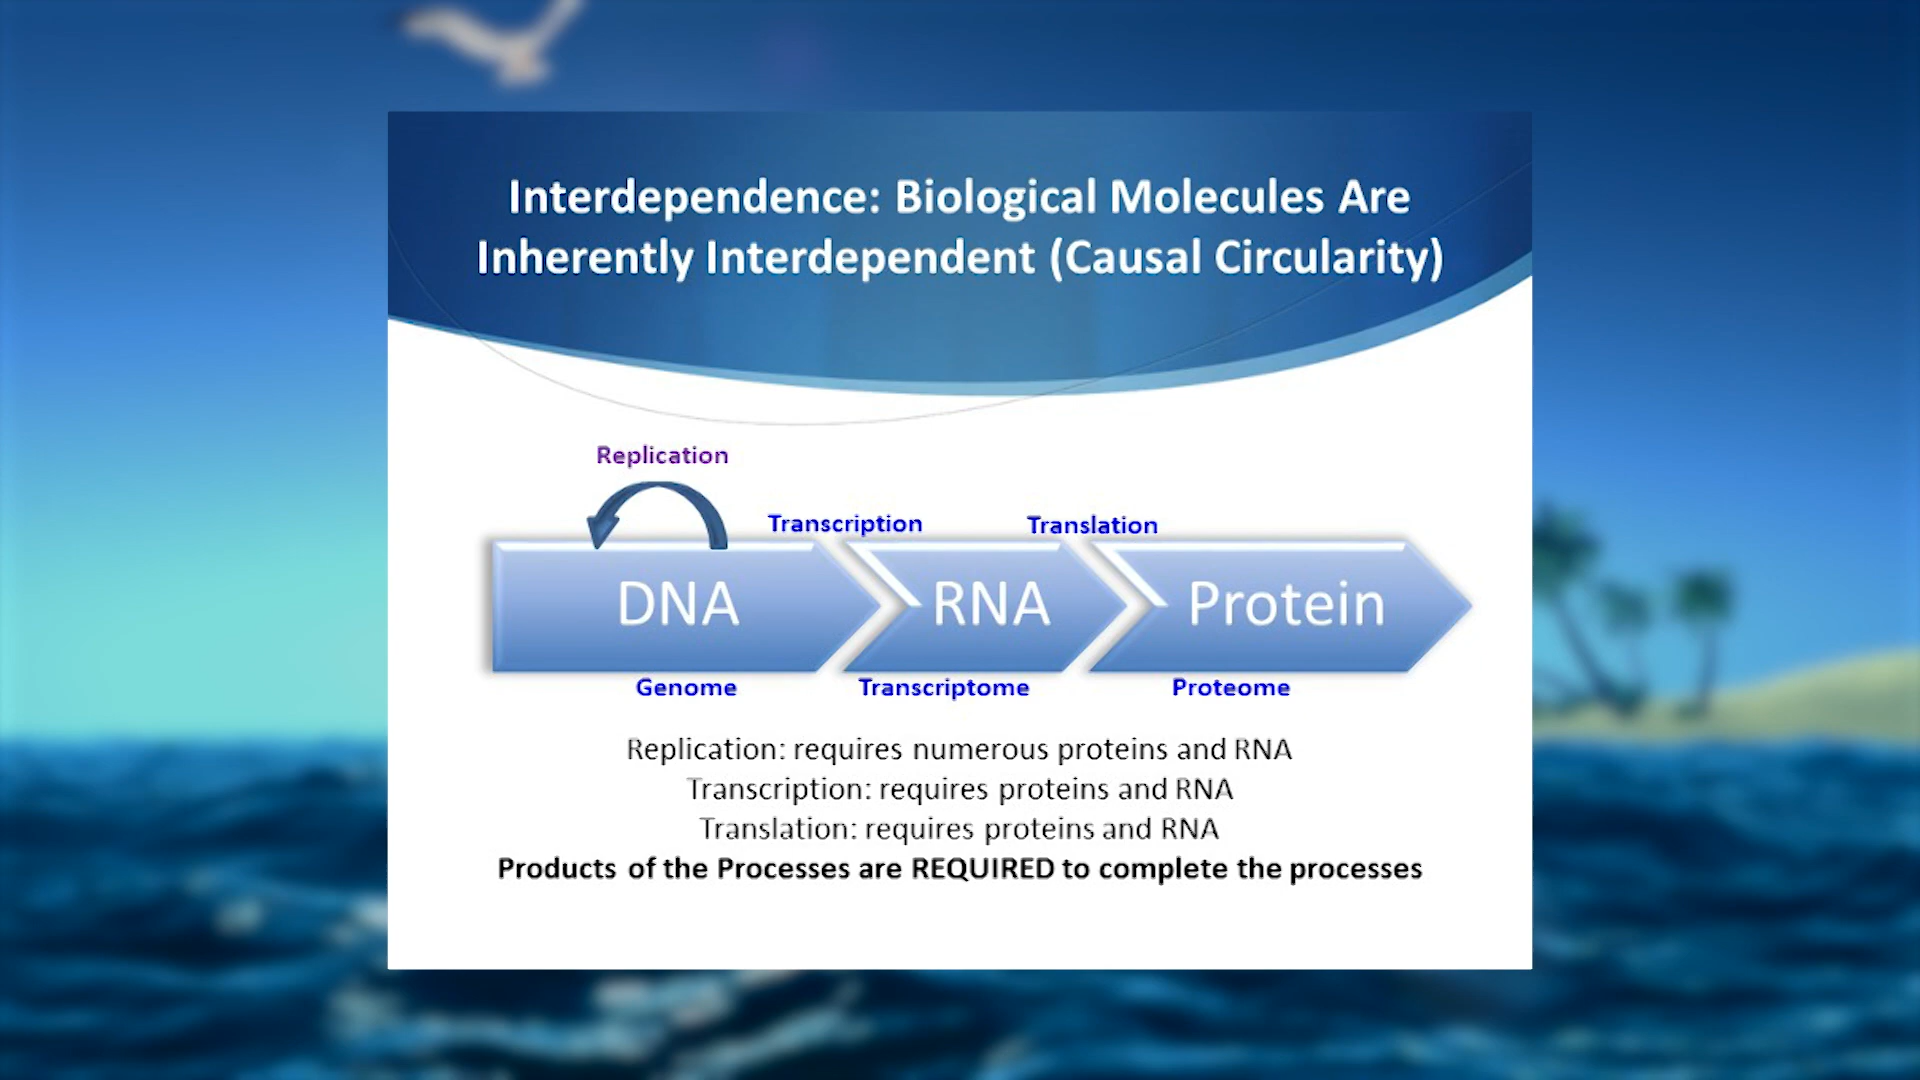 Interdependence: Biological Molecules Are
Inherently Interdependent (Causal Circularity)
Replication
Transcription
Translation
DNA
RNA
Protein
Genome
Transcriptome
Proteome
Replication: requires numerous proteins and RNA
Transcription: requires proteins and RNA
Translation: requires proteins and RNA
Products of the Processes are REQUIRED to complete the processes